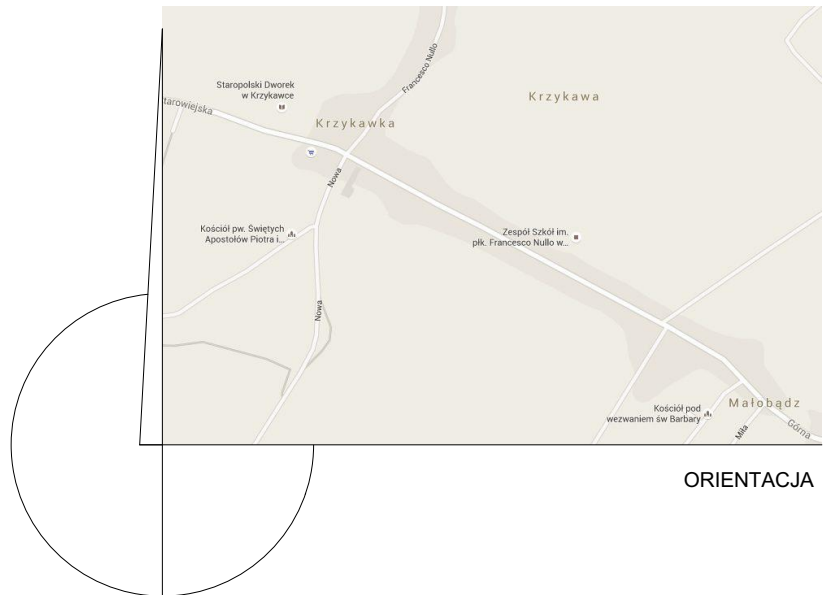 Francesco Nullo
Staropolski Dworek
w Krzykawce
tarowiejska
Krzykawka
Krzykawa
Nowa
Kościół pw. Świętych
Apostołów Piotra i...
Zespół Szkół im.
płk. Francesco Nullo w...
Nowa
Małobądz
Kościół pod
wezwaniem św Barbary
Miła
Górna
ORIENTACJA